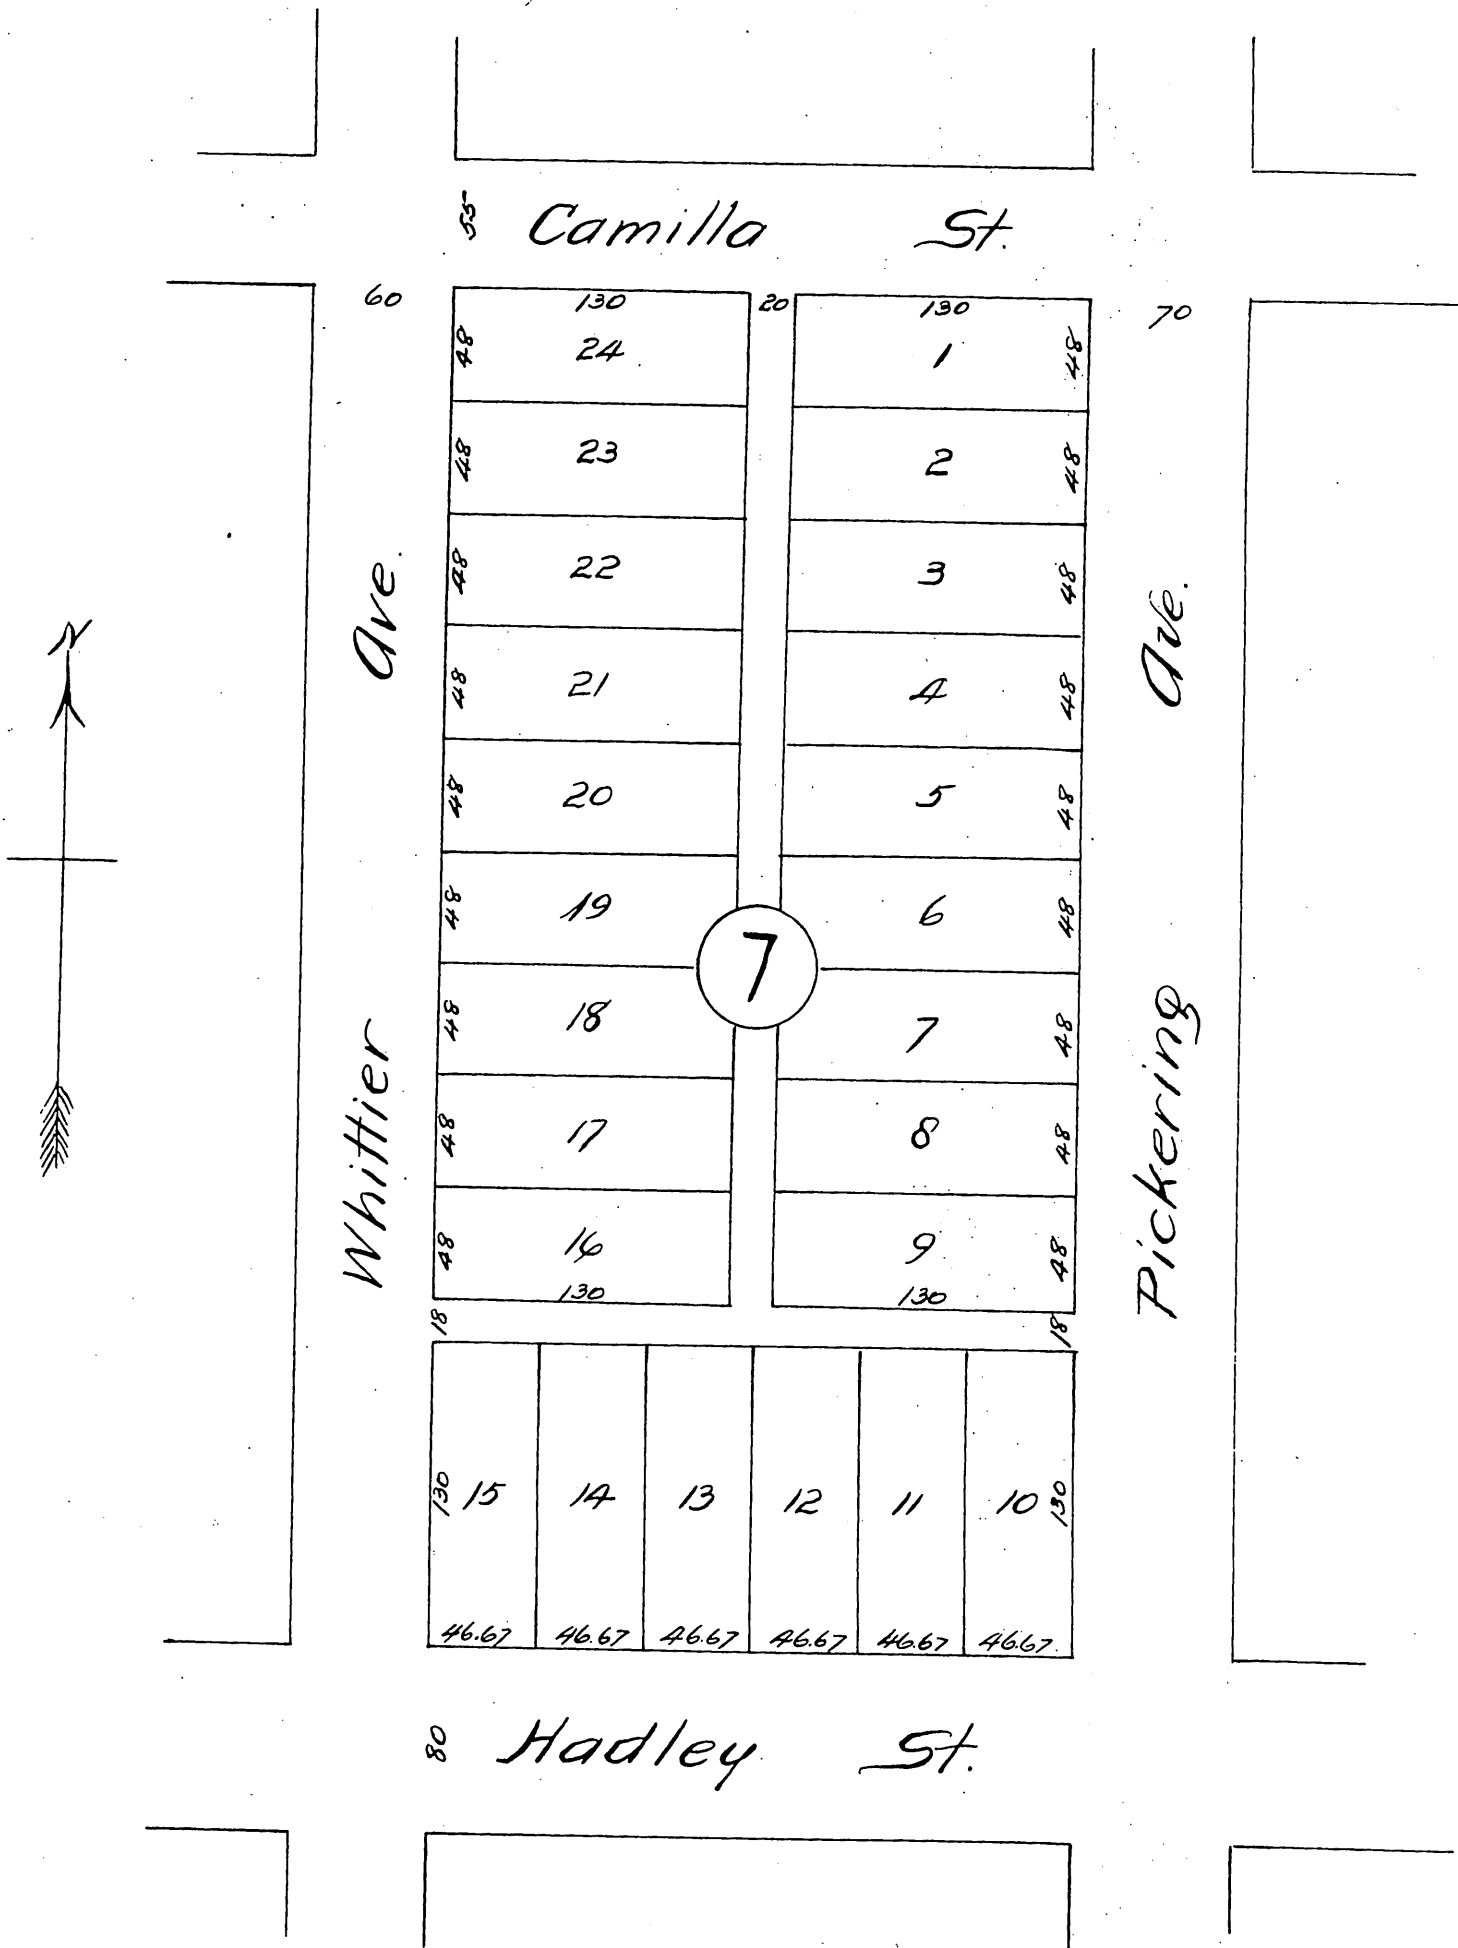 55 Camilla St.
60 130 20 130 70
48 24 1 48
48 23 2 48
48 22 3 48
48 21 4 48
48 20 5 48
48 19 6 48
7
48 18 7 48
48 17 8 48
48 16 9 48
130 130
18 18
130 15 14 13 12 11 10 130
46.67 46.67 46.67 46.67 46.67 46.67
80 Hadley St.
Whittier Ave.
Pickering Ave.
N